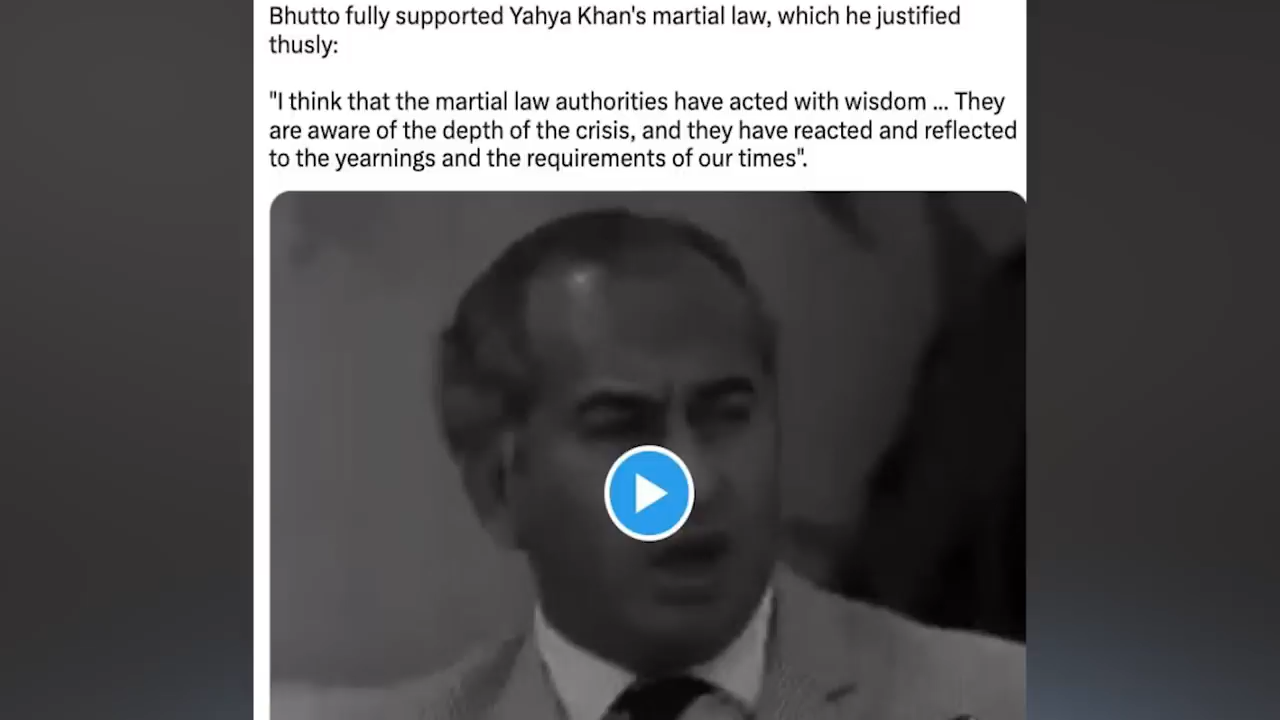 Bhutto fully supported Yahya Khan's martial law, which he justified
thusly:
"I think that the martial law authorities have acted with wisdom ... They
are aware of the depth of the crisis, and they have reacted and reflected
to the yearnings and the requirements of our times".